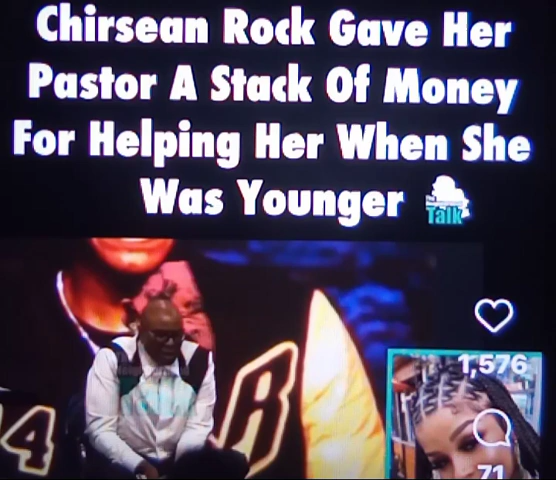 Chirsean Rock Gave Her
Pastor A Stack Of Money
For Helping Her When She
Was Younger
Talk
R
4
1,576
71